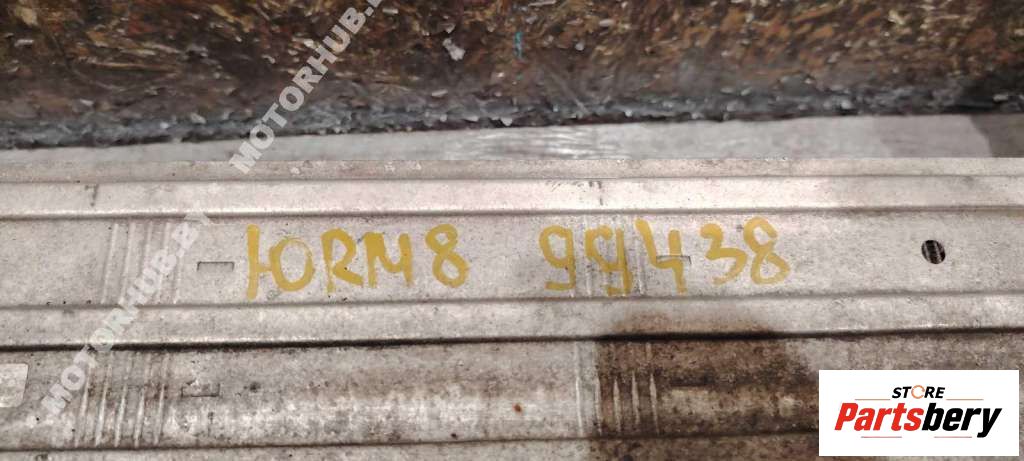 MOTORHUB.BY
ЮRM8 99438
MOTORHUB.BY
STORE
Partsbery